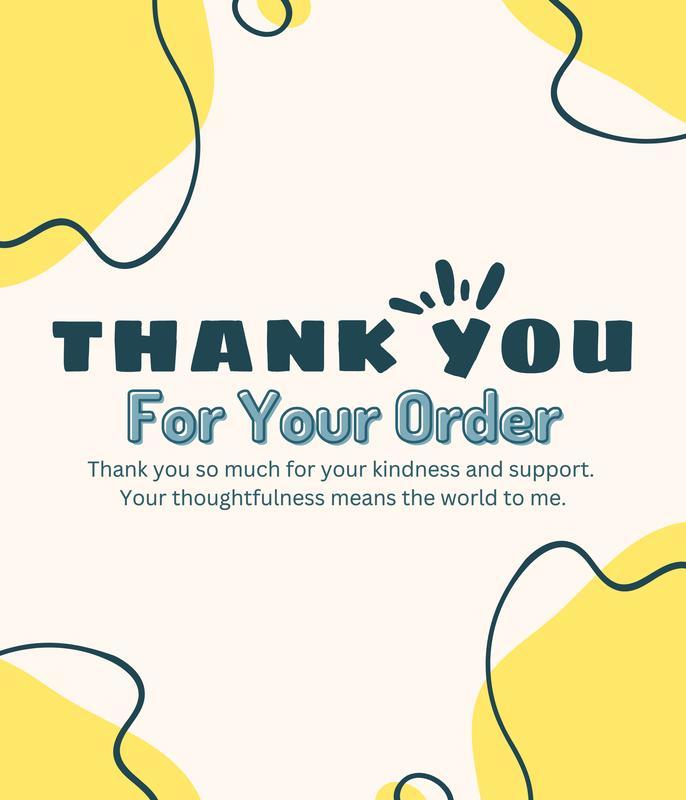 THANK YOU
For Your Order
Thank you so much for your kindness and support.
Your thoughtfulness means the world to me.